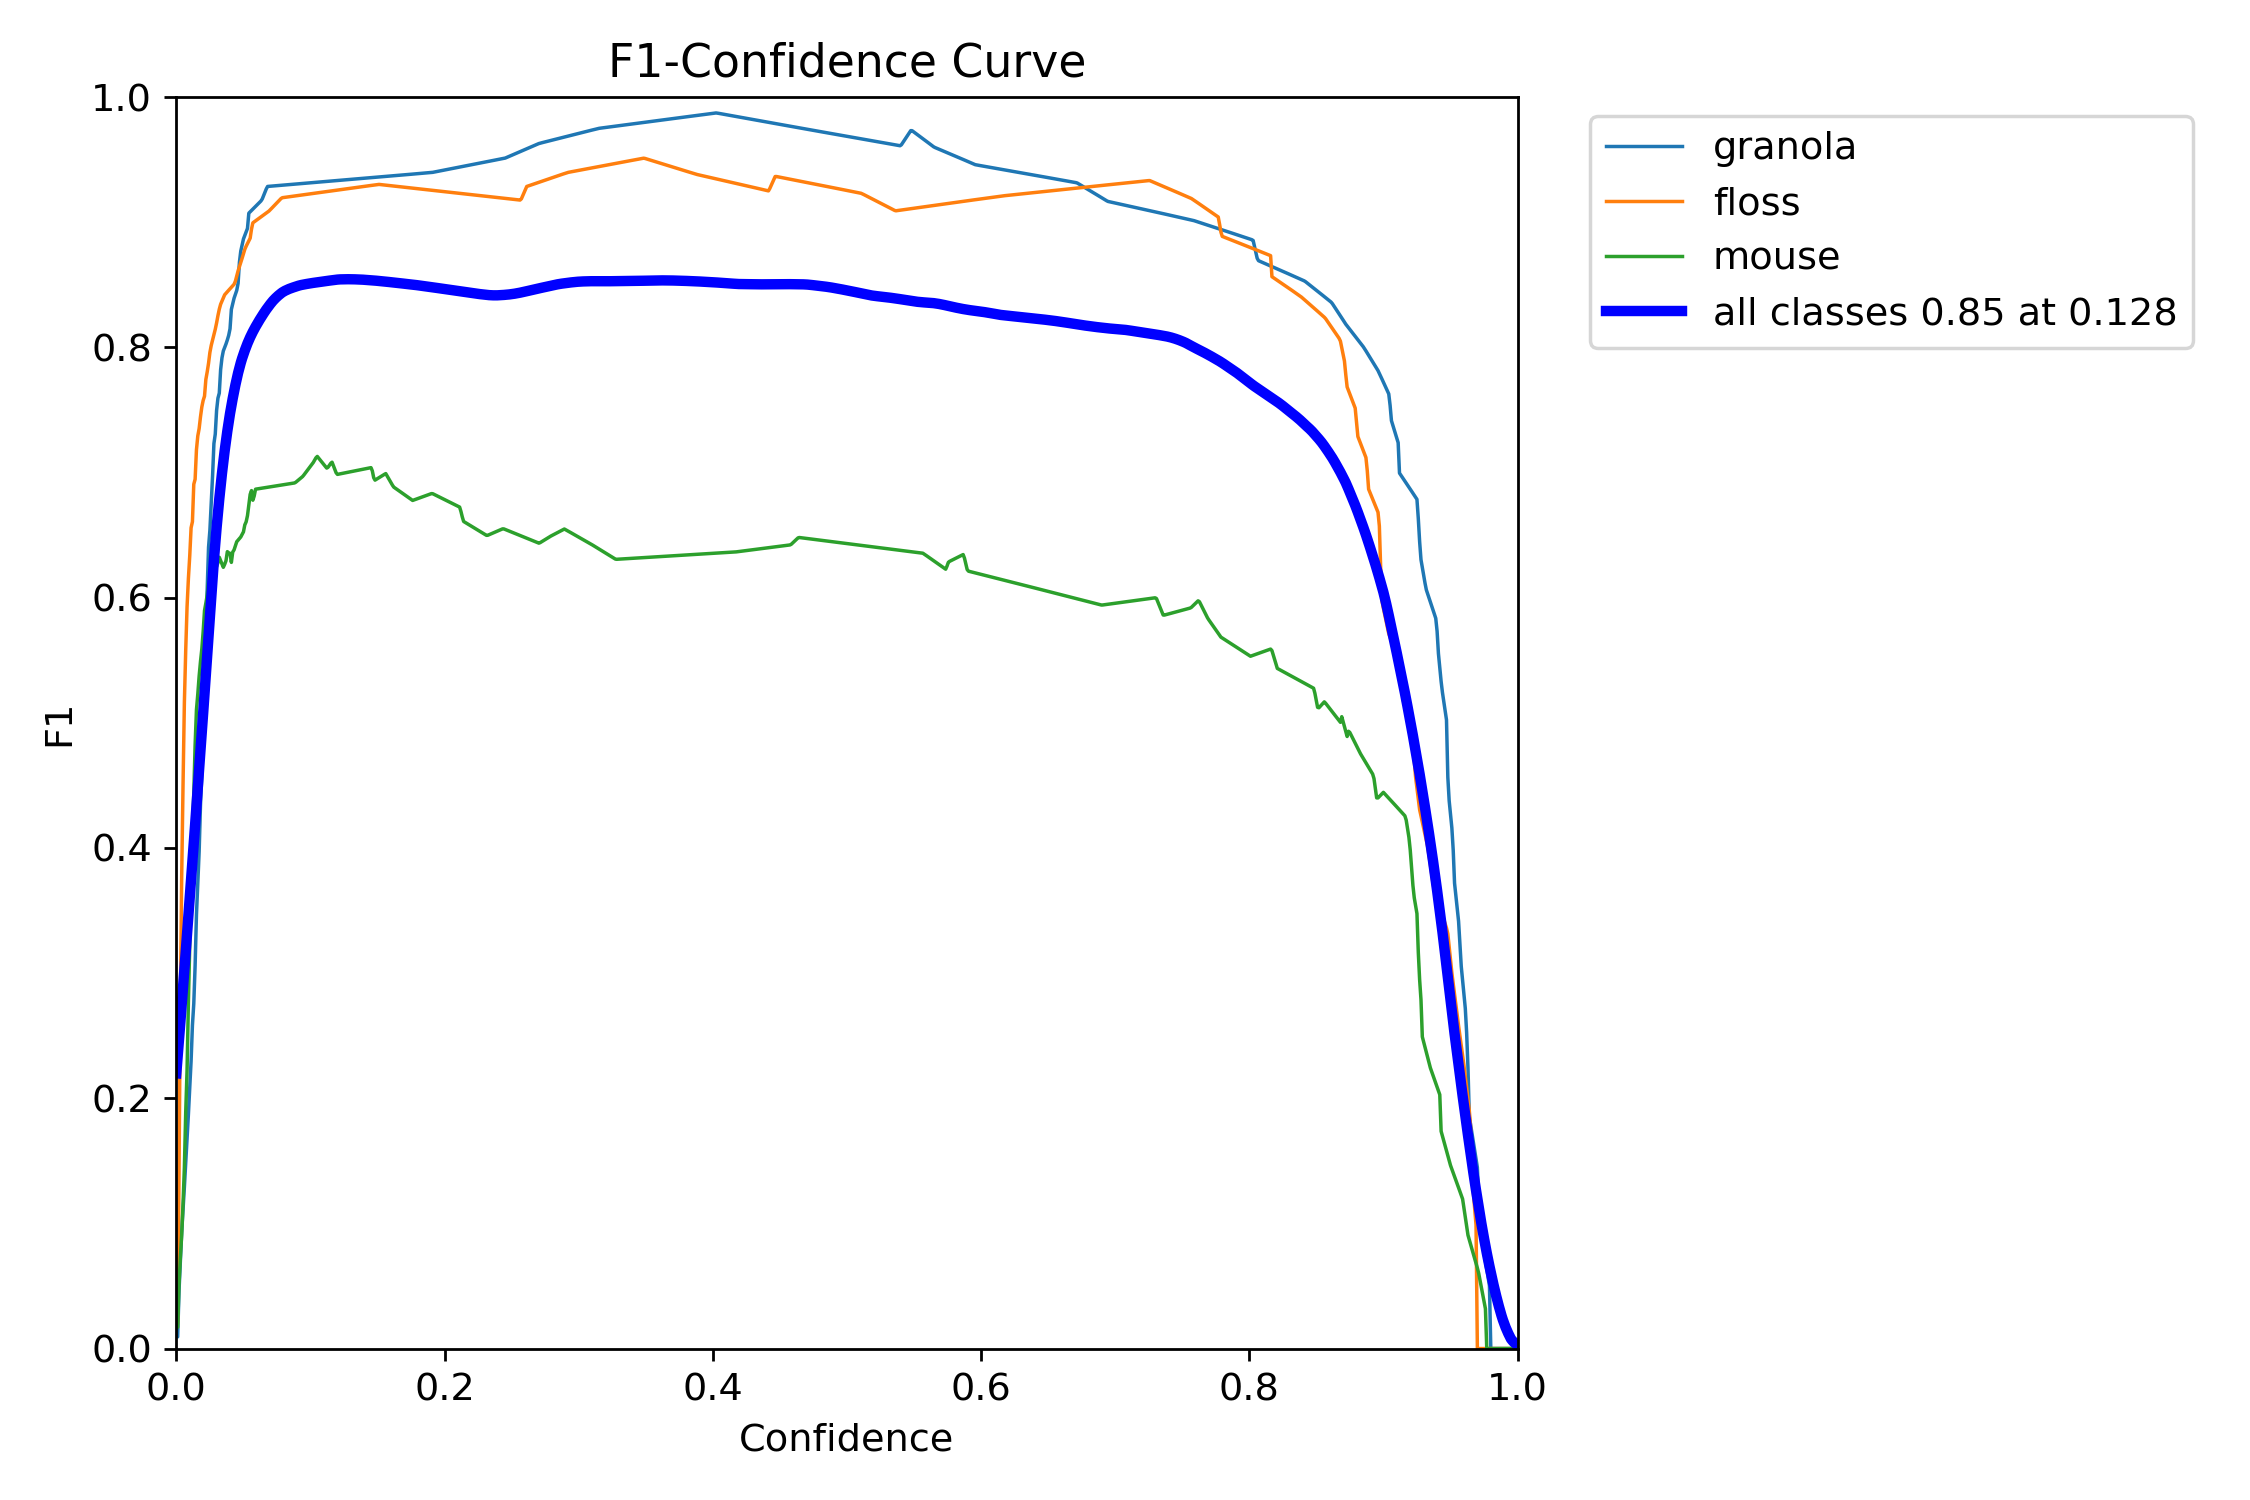 F1-Confidence Curve
1.0
0.8
0.6
0.4
0.2
0.0
F1
0.0 0.2 0.4 0.6 0.8 1.0
Confidence
granola
floss
mouse
all classes 0.85 at 0.128